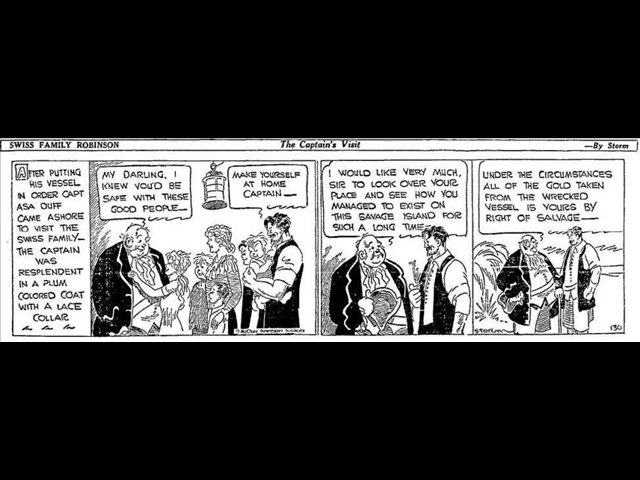 SWISS FAMILY ROBINSON
The Captain's Visit
—By Storm
AFTER PUTTING
HIS VESSEL
IN ORDER CAPT
ASA DUFF
CAME ASHORE
TO VISIT THE
SWISS FAMILY—
THE CAPTAIN
WAS
RESPLENDENT
IN A PLUM
COLORED COAT
WITH A LACE
COLLAR
MY DARLING, I
KNEW YOU'D BE
SAFE WITH THESE
GOOD PEOPLE—
MAKE YOURSELF
AT HOME
CAPTAIN—
I WOULD LIKE VERY MUCH,
SIR TO LOOK OVER YOUR
PLACE AND SEE HOW YOU
MANAGED TO EXIST ON
THIS SAVAGE ISLAND FOR
SUCH A LONG TIME—
UNDER THE CIRCUMSTANCES
ALL OF THE GOLD TAKEN
FROM THE WRECKED
VESSEL IS YOURS BY
RIGHT OF SALVAGE—
STORM
130